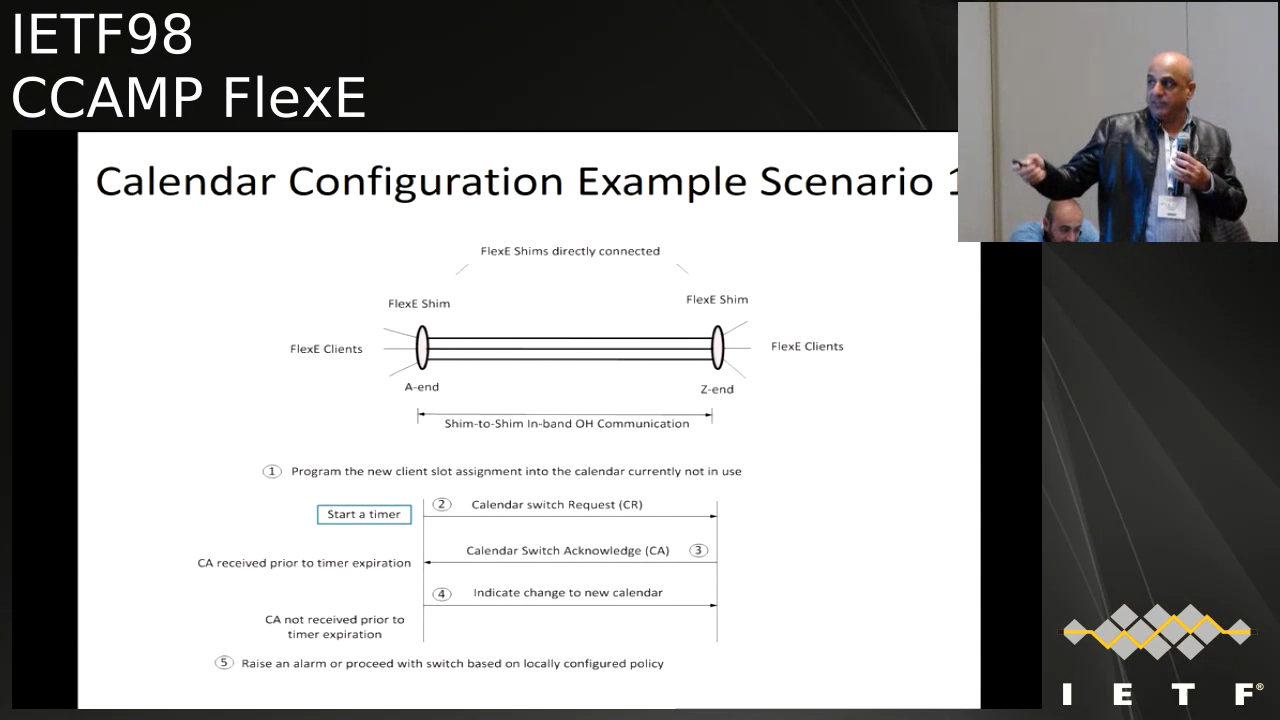 IETF98
CCAMP FlexE
Calendar Configuration Example Scenario 1
FlexE Shims directly connected
FlexE Shim
FlexE Shim
FlexE Clients
FlexE Clients
A-end
Z-end
Shim-to-Shim In-band OH Communication
1 Program the new client slot assignment into the calendar currently not in use
Start a timer
2 Calendar switch Request (CR)
Calendar Switch Acknowledge (CA) 3
CA received prior to timer expiration
4 Indicate change to new calendar
CA not received prior to
timer expiration
5 Raise an alarm or proceed with switch based on locally configured policy
I E T F®